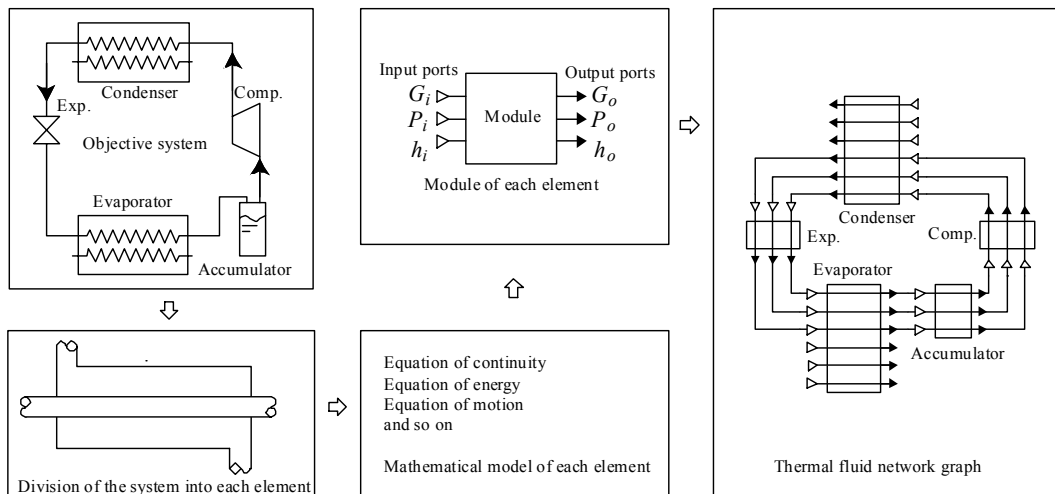 Condenser
Exp.
Comp.
Objective system
Evaporator
Accumulator
Division of the system into each element
Equation of continuity
Equation of energy
Equation of motion
and so on
Mathematical model of each element
Input ports
Output ports
G_i
G_o
P_i
Module
P_o
h_i
h_o
Module of each element
Condenser
Exp.
Comp.
Evaporator
Accumulator
Thermal fluid network graph